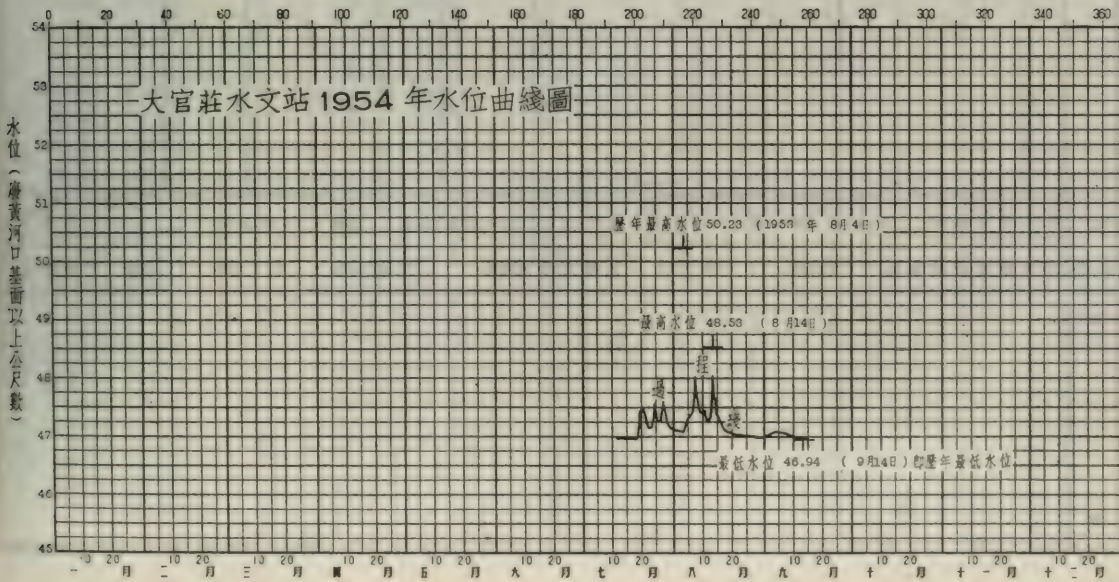 0 20 40 60 80 100 120 140 160 180 200 220 240 260 280 300 320 340 360
54
53
大官莊水文站 1954 年水位曲綫圖
52
51
歷年最高水位 50.23 (1953 年 8月4日)
50
49
最高水位 48.53 (8月14日)
48
過 程 綫
47
最低水位 46.94 (9月14日)即歷年最低水位
46
45
水位(廢黃河口基面以上公尺數)
10 20 10 20 10 20 10 20 10 20 10 20 10 20 10 20 10 20 10 20 10 20 10 20
一月 二月 三月 四月 五月 六月 七月 八月 九月 十月 十一月 十二月